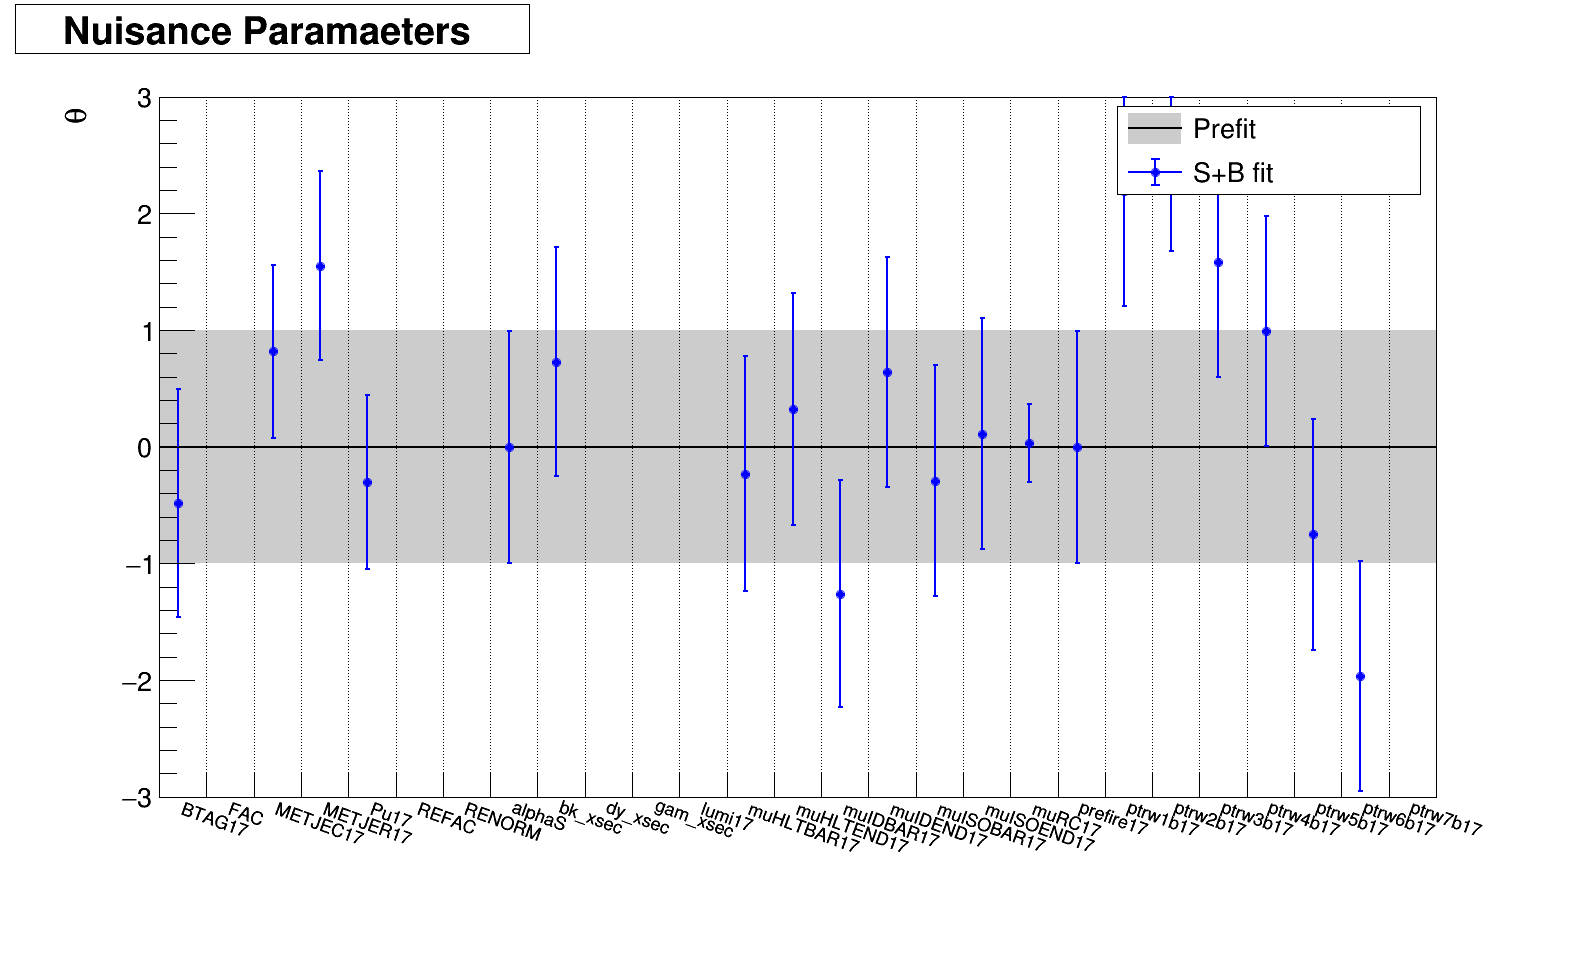 Nuisance Paramaeters
θ
3
2
1
0
−1
−2
−3
Prefit
S+B fit
BTAG17
FAC
METJEC17
METJER17
Pu17
REFAC
RENORM
alphaS
bk_xsec
dy_xsec
gam_xsec
lumi17
muHLTBAR17
muHLTEND17
muIDBAR17
muIDEND17
muISOBAR17
muISOEND17
muRC17
prefire17
ptrw1b17
ptrw2b17
ptrw3b17
ptrw4b17
ptrw5b17
ptrw6b17
ptrw7b17